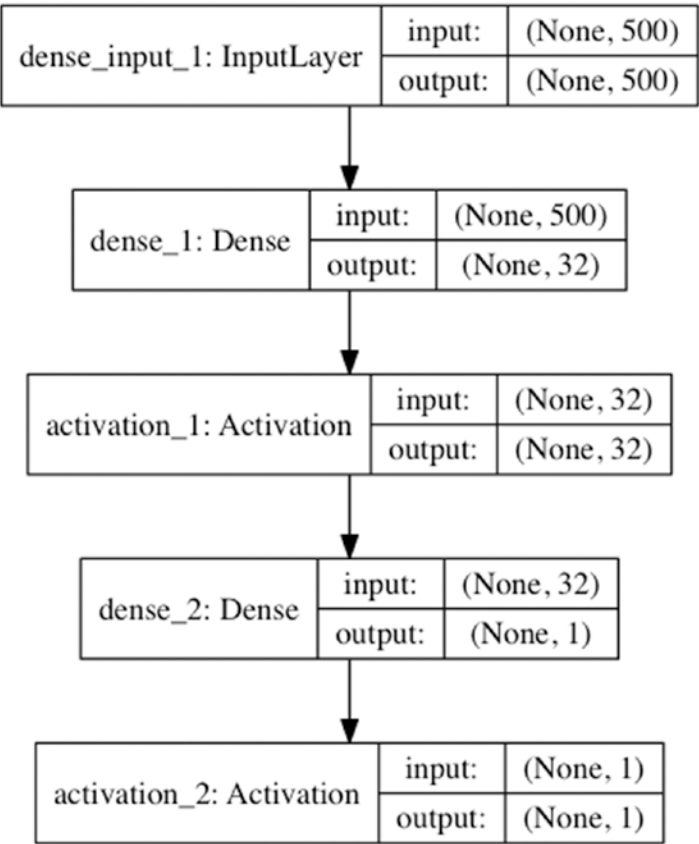 dense_input_1: InputLayer
input: (None, 500)
output: (None, 500)
dense_1: Dense
input: (None, 500)
output: (None, 32)
activation_1: Activation
input: (None, 32)
output: (None, 32)
dense_2: Dense
input: (None, 32)
output: (None, 1)
activation_2: Activation
input: (None, 1)
output: (None, 1)